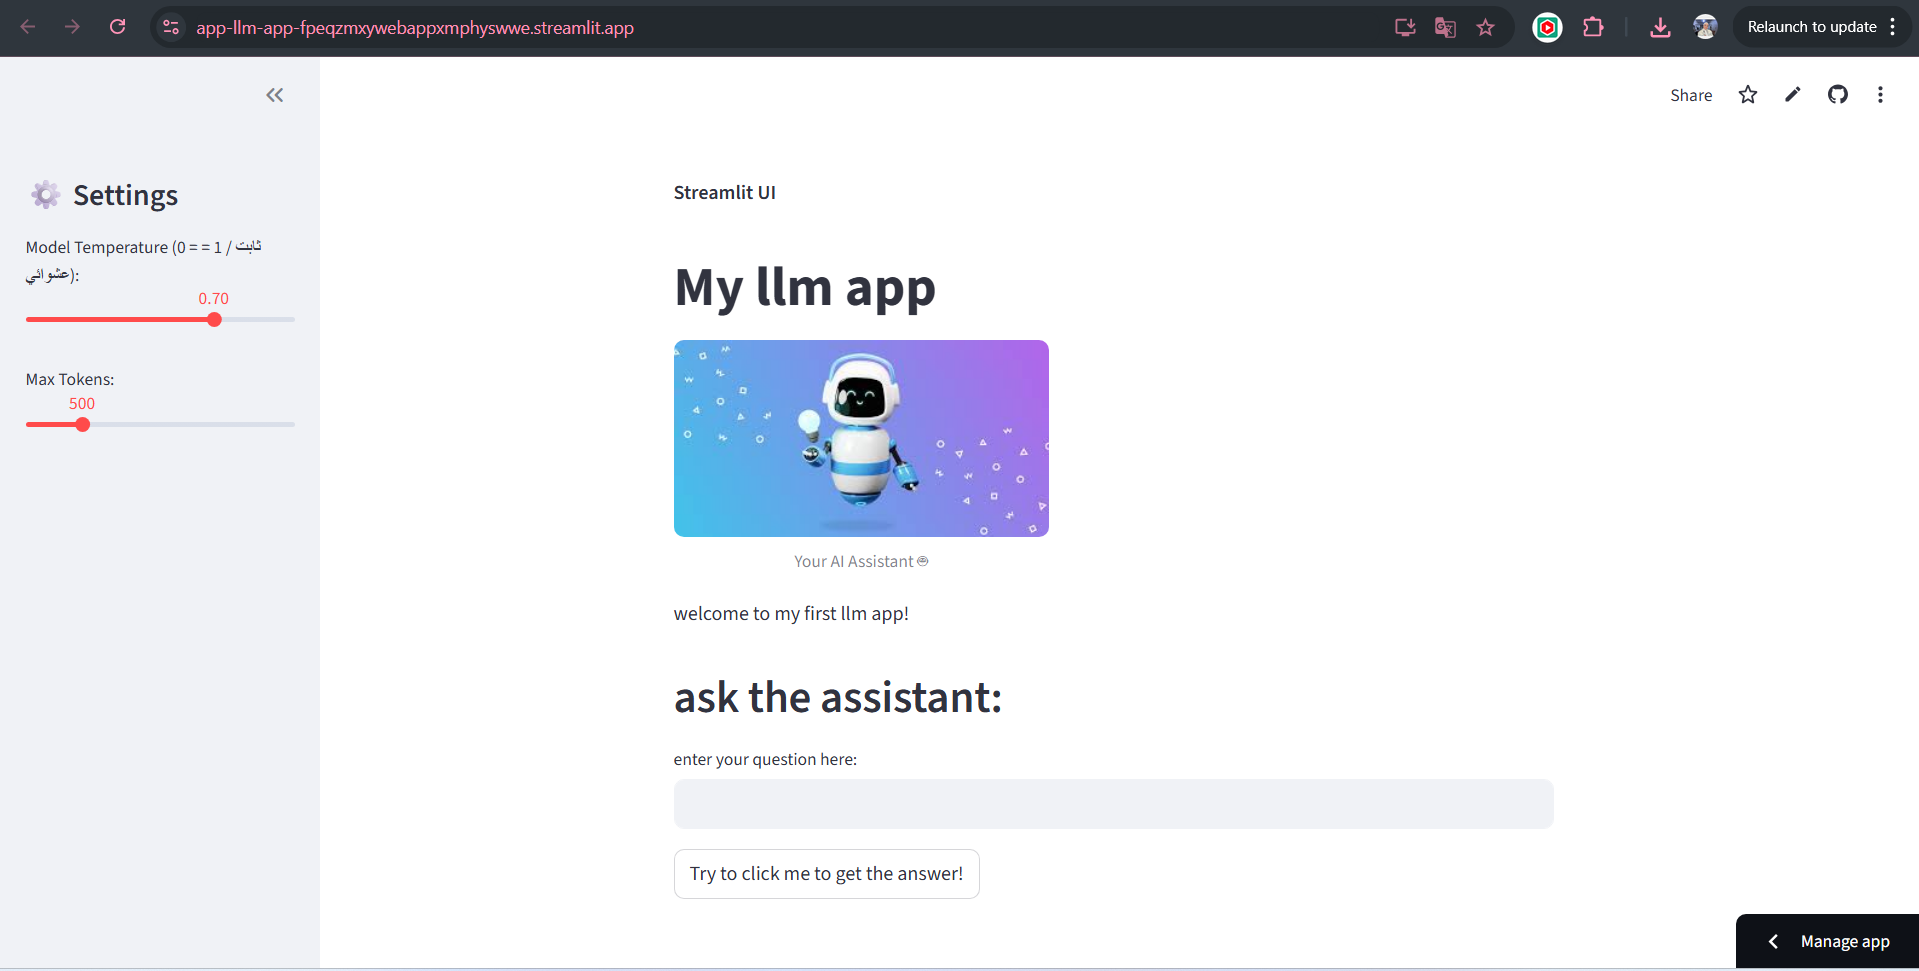 app-llm-app-fpeqzmxywebappxmphyswwe.streamlit.app
Relaunch to update
Share
Settings
Model Temperature (0 = = 1 / ثابت
عشوائي):
0.70
Max Tokens:
500
Streamlit UI
My llm app
Your AI Assistant
welcome to my first llm app!
ask the assistant:
enter your question here:
Try to click me to get the answer!
Manage app